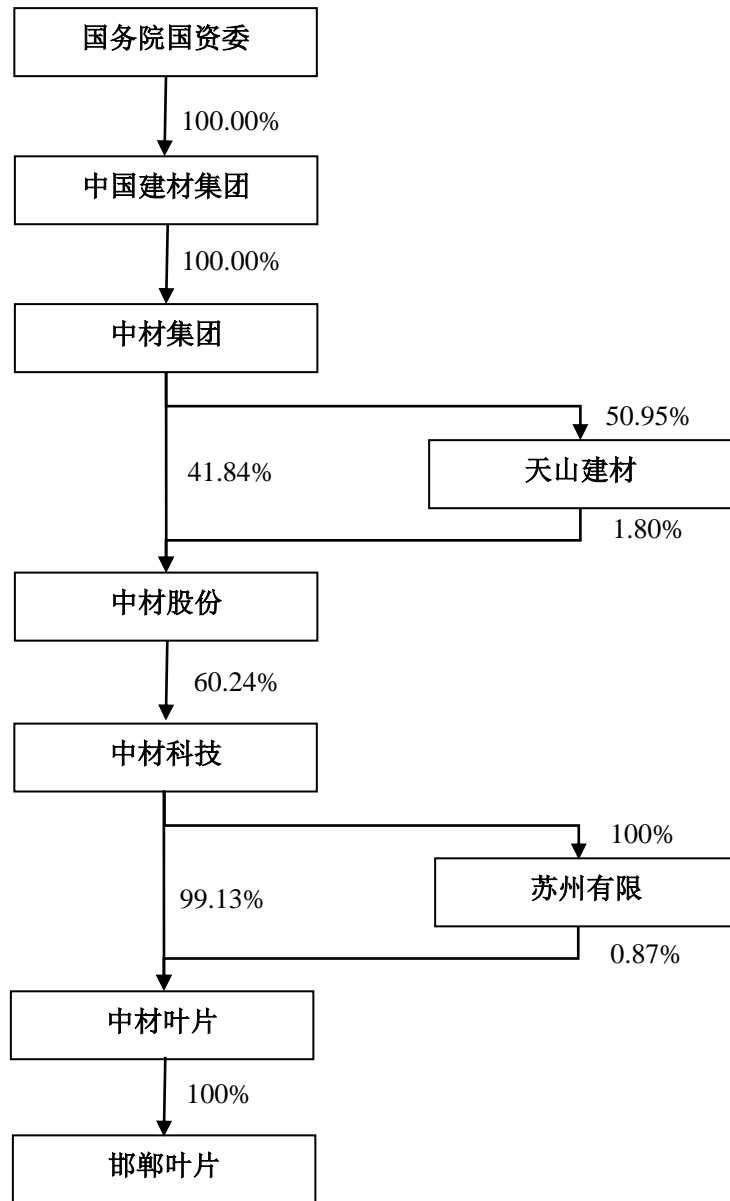 国务院国资委
100.00%
中国建材集团
100.00%
中材集团
50.95%
天山建材
41.84%
1.80%
中材股份
60.24%
中材科技
100%
苏州有限
99.13%
0.87%
中材叶片
100%
邯郸叶片